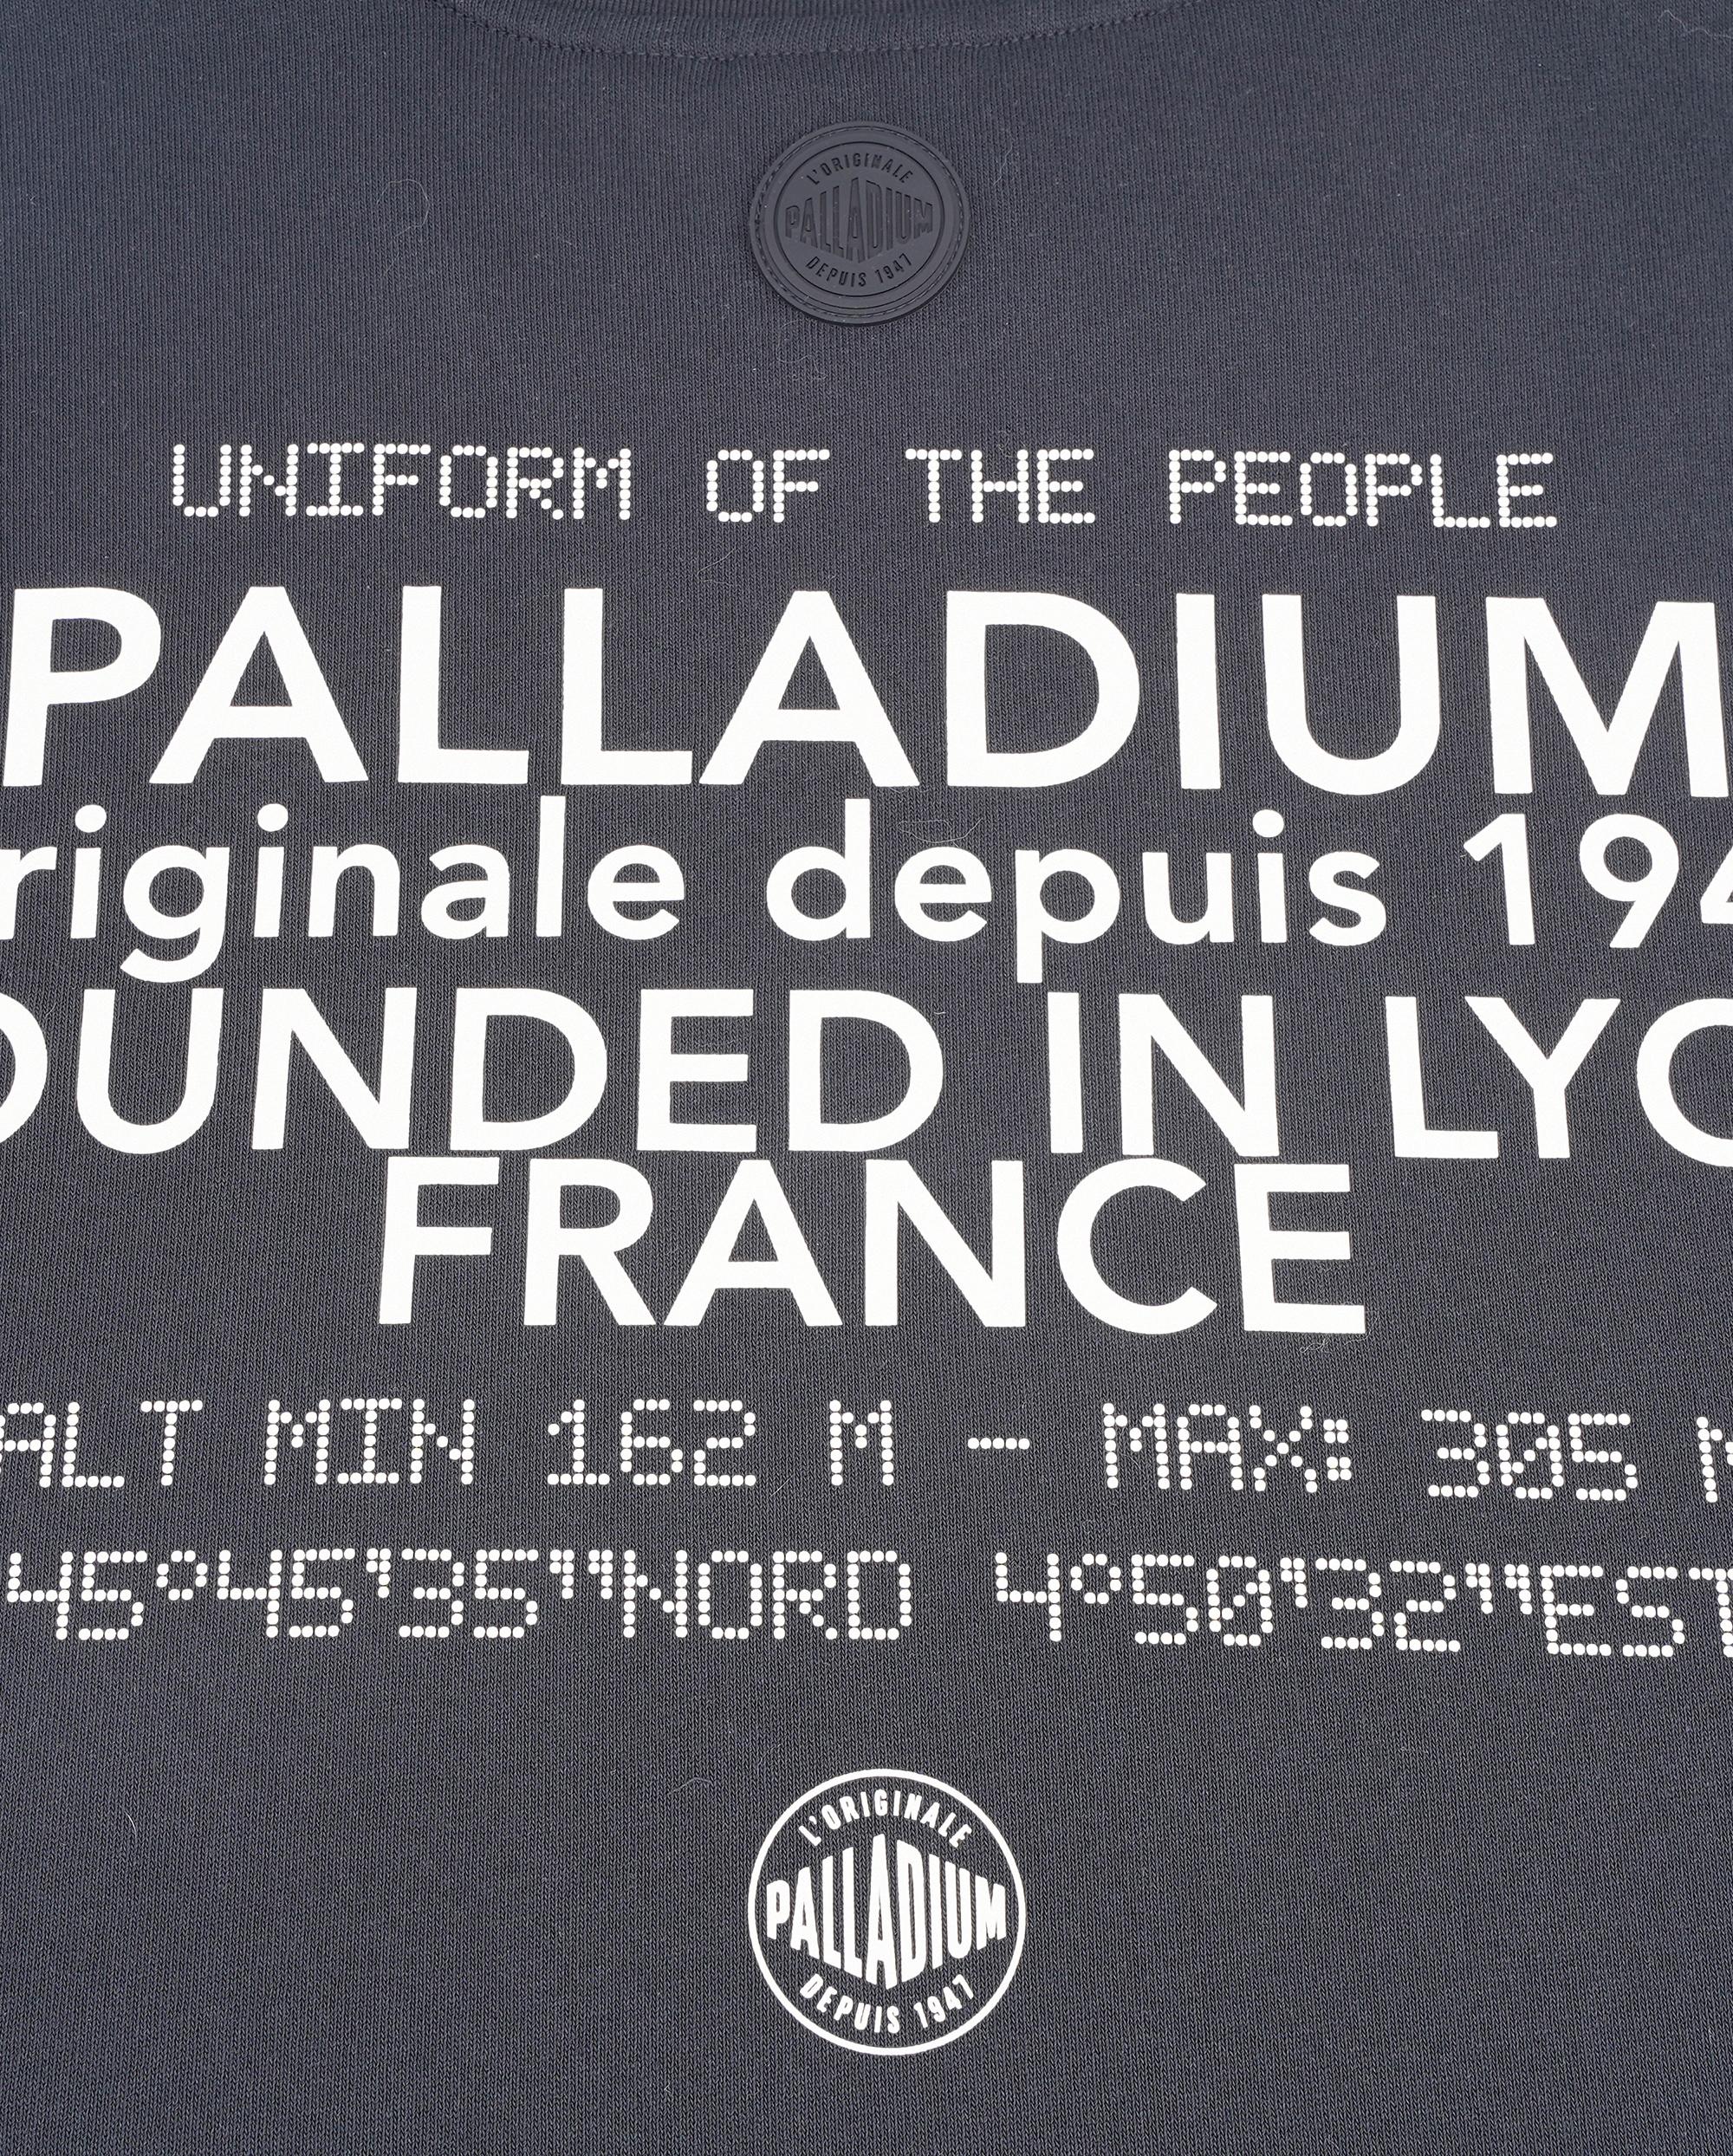 L'ORIGINALE
PALLADIUM
DEPUIS 1947
UNIFORM OF THE PEOPLE
PALLADIUM
riginale depuis 194
OUNDED IN LYO
FRANCE
ALT MIN 162 M - MAX: 305 M
45°45'35"NORD 4°50'32"EST
L'ORIGINALE
PALLADIUM
DEPUIS 1947